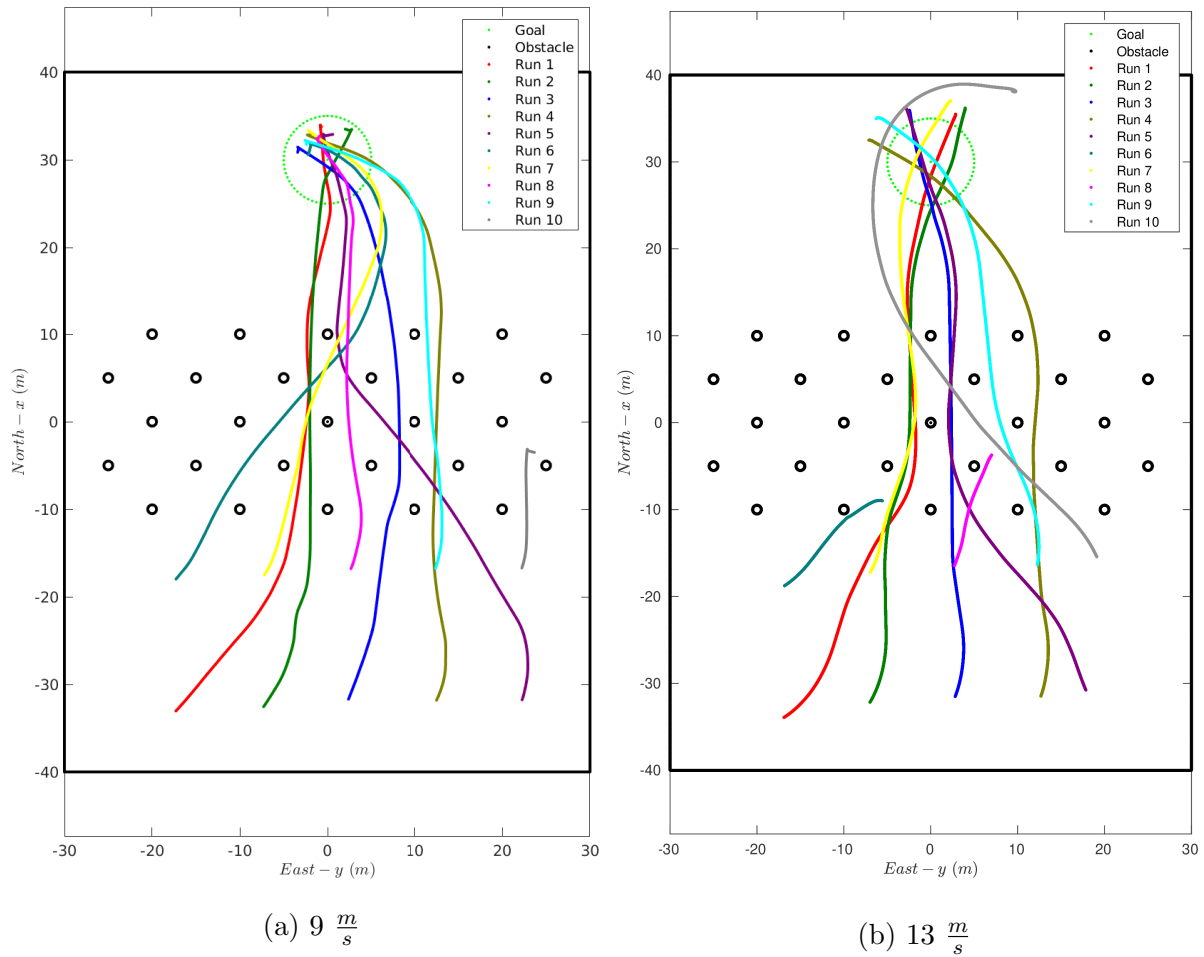 Goal
Obstacle
Run 1
Run 2
Run 3
Run 4
Run 5
Run 6
Run 7
Run 8
Run 9
Run 10
40
30
20
10
0
-10
-20
-30
-40
North − x (m)
-30 -20 -10 0 10 20 30
East − y (m)
(a) 9 m/s
Goal
Obstacle
Run 1
Run 2
Run 3
Run 4
Run 5
Run 6
Run 7
Run 8
Run 9
Run 10
40
30
20
10
0
-10
-20
-30
-40
North − x (m)
-30 -20 -10 0 10 20 30
East − y (m)
(b) 13 m/s